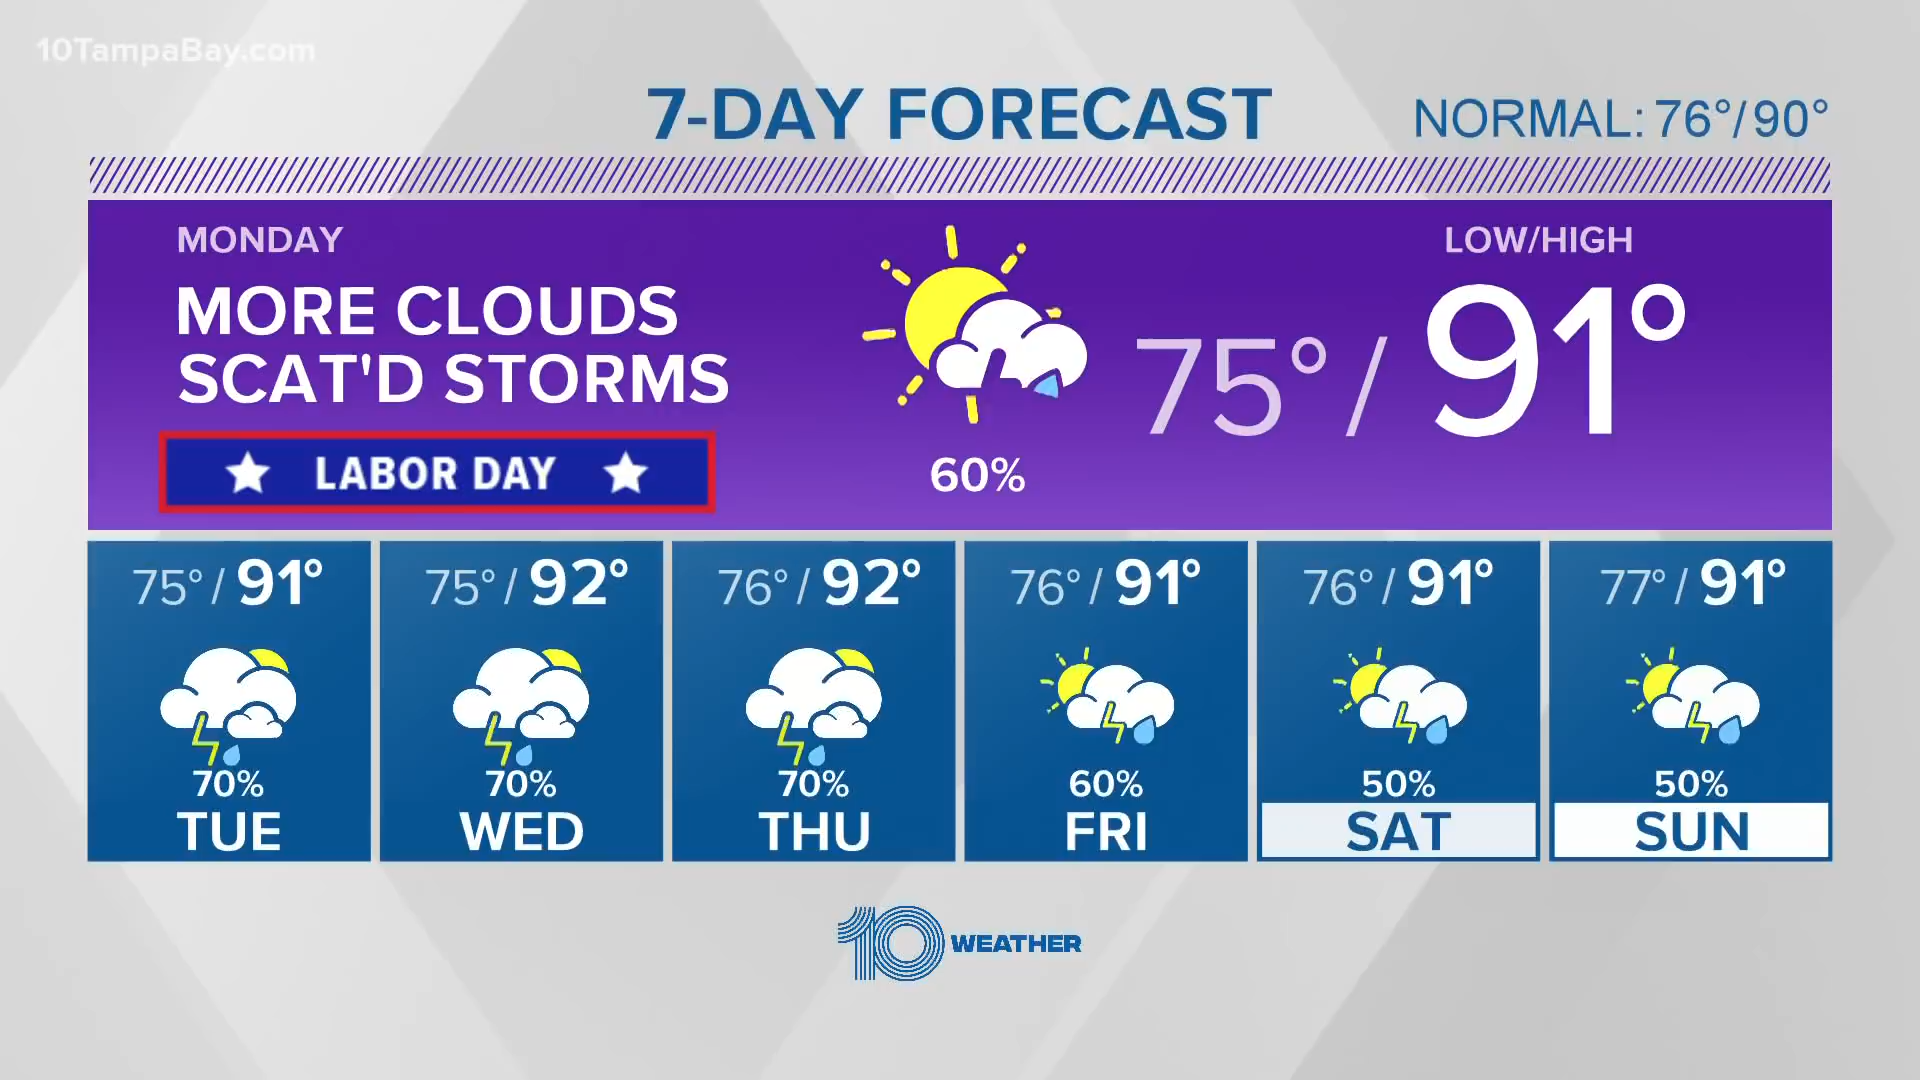 10TampaBay.com
7-DAY FORECAST
NORMAL: 76°/90°
MONDAY
MORE CLOUDS
SCAT'D STORMS
LABOR DAY
60%
LOW/HIGH
75°/91°
75°/91°
70%
TUE
75°/92°
70%
WED
76°/92°
70%
THU
76°/91°
60%
FRI
76°/91°
50%
SAT
77°/91°
50%
SUN
10 WEATHER